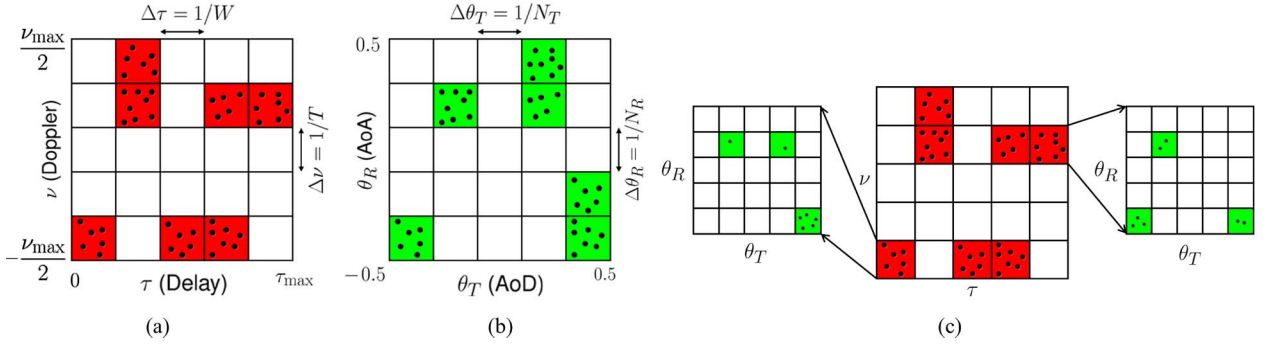 Δτ = 1/W
ν_max/2
ν (Doppler)
-ν_max/2
0
τ (Delay)
τ_max
Δν = 1/T
(a)
Δθ_T = 1/N_T
0.5
θ_R (AoA)
-0.5
θ_T (AoD)
0.5
Δθ_R = 1/N_R
(b)
θ_R
θ_T
ν
τ
θ_R
θ_T
(c)